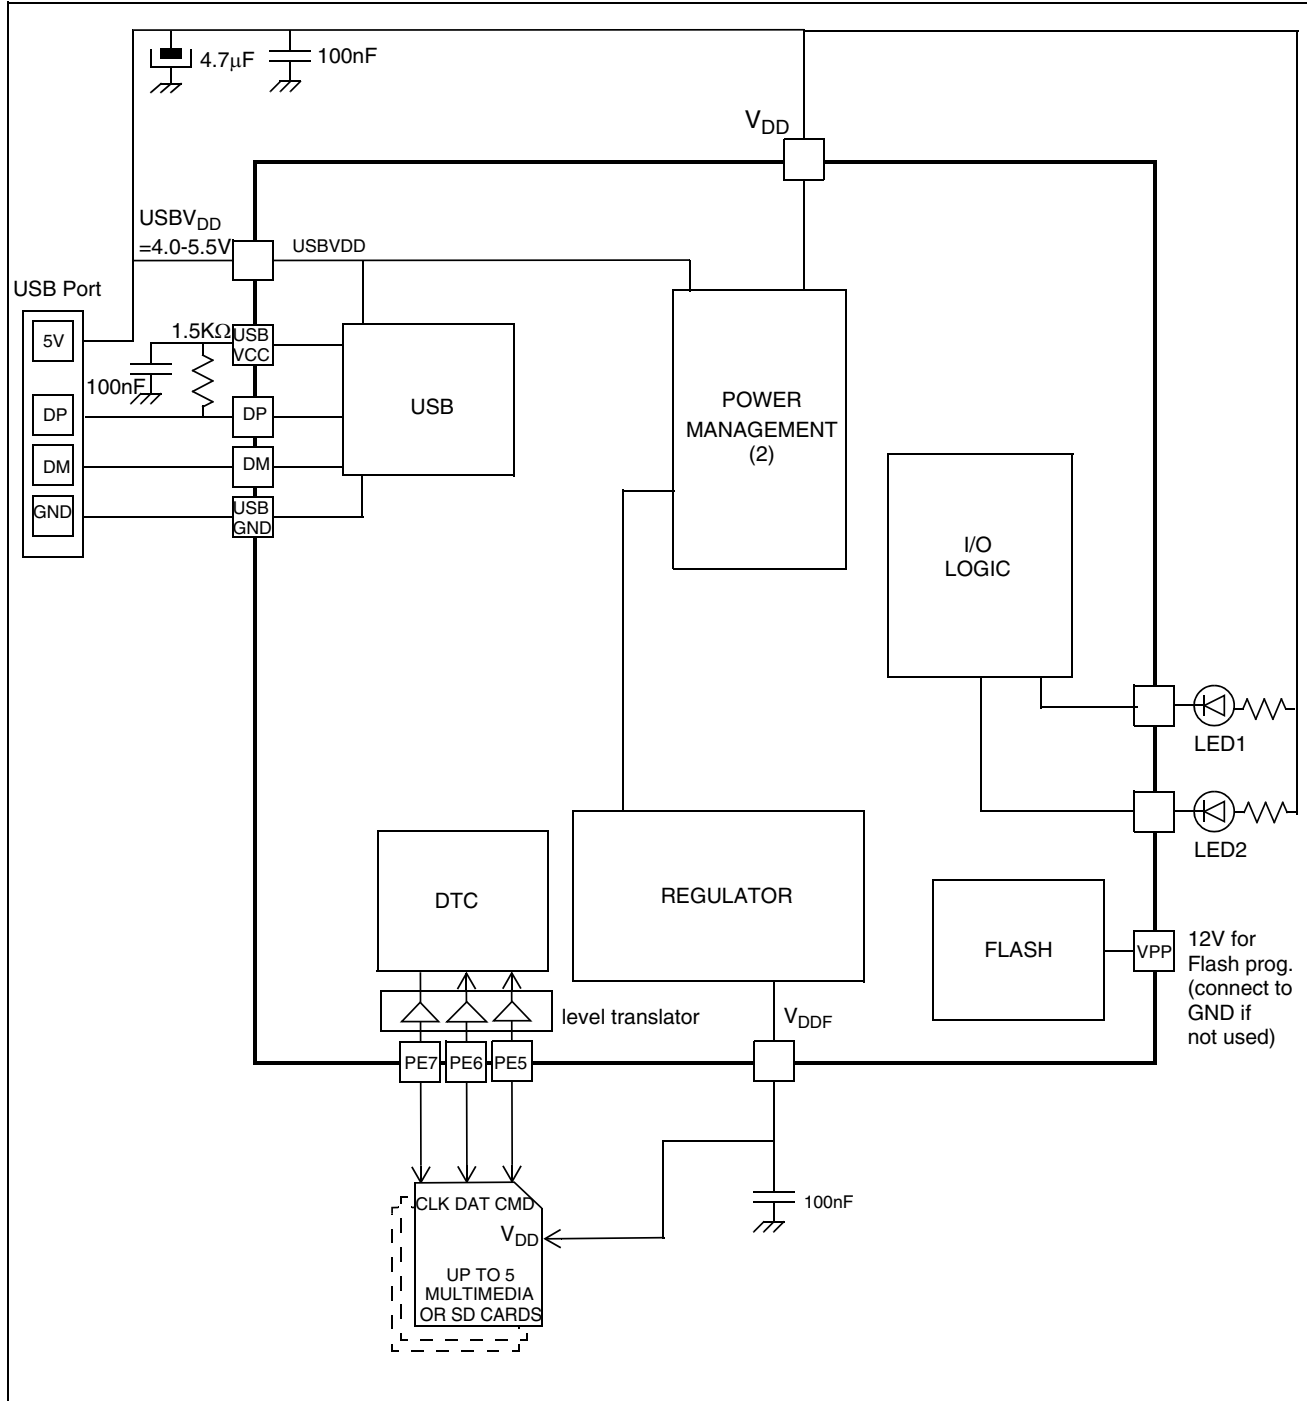 4.7μF
100nF
VDD
USBVDD
=4.0-5.5V
USBVDD
USB Port
5V
1.5KΩ
USB
VCC
100nF
DP
DP
DM
DM
GND
USB
GND
USB
POWER
MANAGEMENT
(2)
I/O
LOGIC
LED1
LED2
DTC
REGULATOR
FLASH
VPP
12V for
Flash prog.
(connect to
GND if
not used)
level translator
VDDF
PE7
PE6
PE5
CLK DAT CMD
VDD
100nF
UP TO 5
MULTIMEDIA
OR SD CARDS